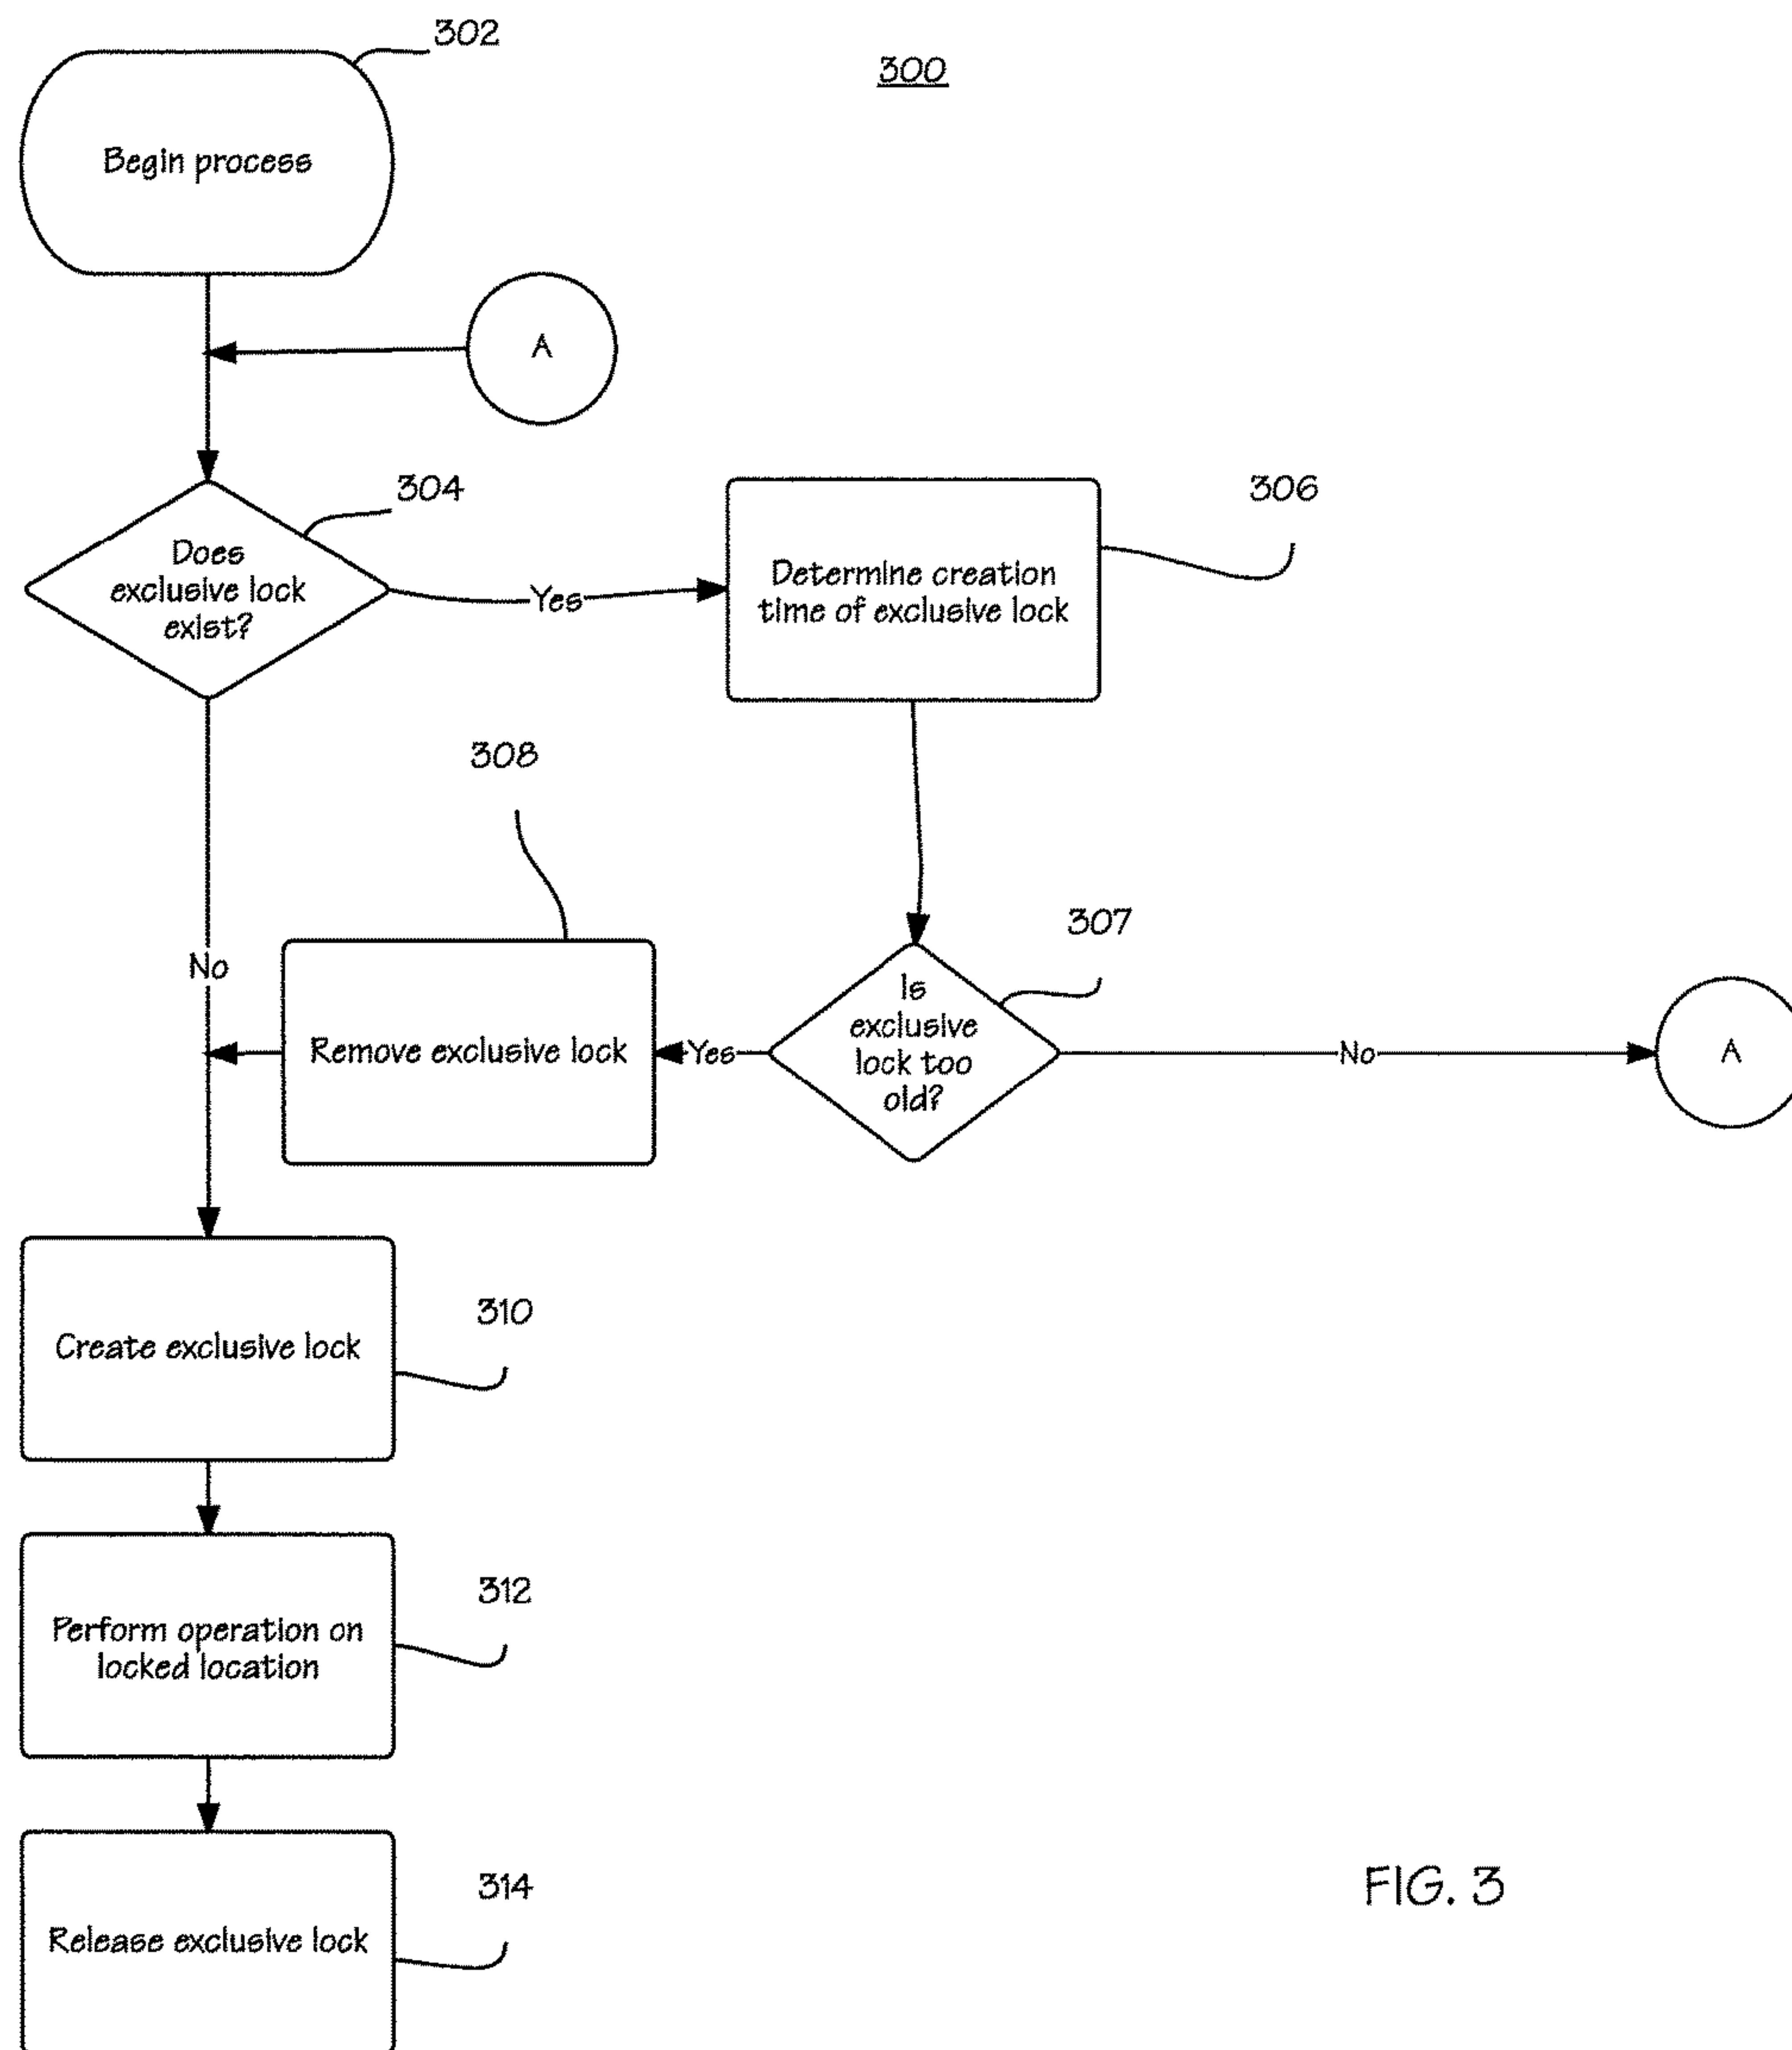 302
300
Begin process
A
304
Does
exclusive lock
exist?
Yes
306
Determine creation
time of exclusive lock
308
307
No
Remove exclusive lock
Yes
Is
exclusive
lock too
old?
No
A
310
Create exclusive lock
312
Perform operation on
locked location
314
Release exclusive lock
FIG. 3